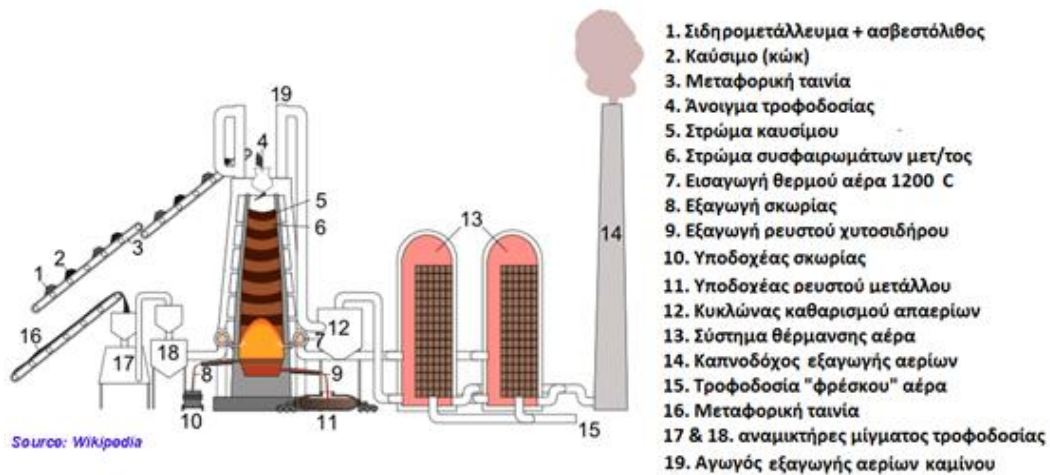 1. Σιδηρομετάλλευμα + ασβεστόλιθος
2. Καύσιμο (κώκ)
3. Μεταφορική ταινία
4. Άνοιγμα τροφοδοσίας
5. Στρώμα καυσίμου
6. Στρώμα συσφαιρωμάτων μετ/τος
7. Εισαγωγή θερμού αέρα 1200 C
8. Εξαγωγή σκωρίας
9. Εξαγωγή ρευστού χυτοσιδήρου
10. Υποδοχέας σκωρίας
11. Υποδοχέας ρευστού μετάλλου
12. Κυκλώνας καθαρισμού απαερίων
13. Σύστημα θέρμανσης αέρα
14. Καπνοδόχος εξαγωγής αερίων
15. Τροφοδοσία "φρέσκου" αέρα
16. Μεταφορική ταινία
17 & 18. αναμικτήρες μίγματος τροφοδοσίας
19. Αγωγός εξαγωγής αερίων καμίνου
19
4
5
6
3
2
1
13
14
16
17
18
12
7
8
9
10
11
15
Source: Wikipedia